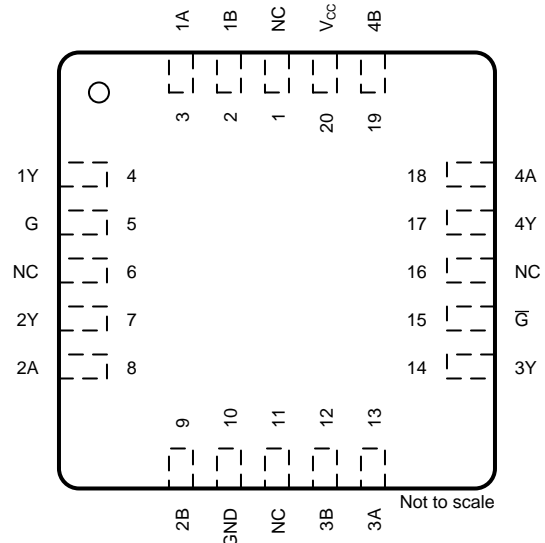 1A 1B NC VCC 4B
3 2 1 20 19
1Y 4 18 4A
G 5 17 4Y
NC 6 16 NC
2Y 7 15 G̅
2A 8 14 3Y
9 10 11 12 13
2B GND NC 3B 3A
Not to scale